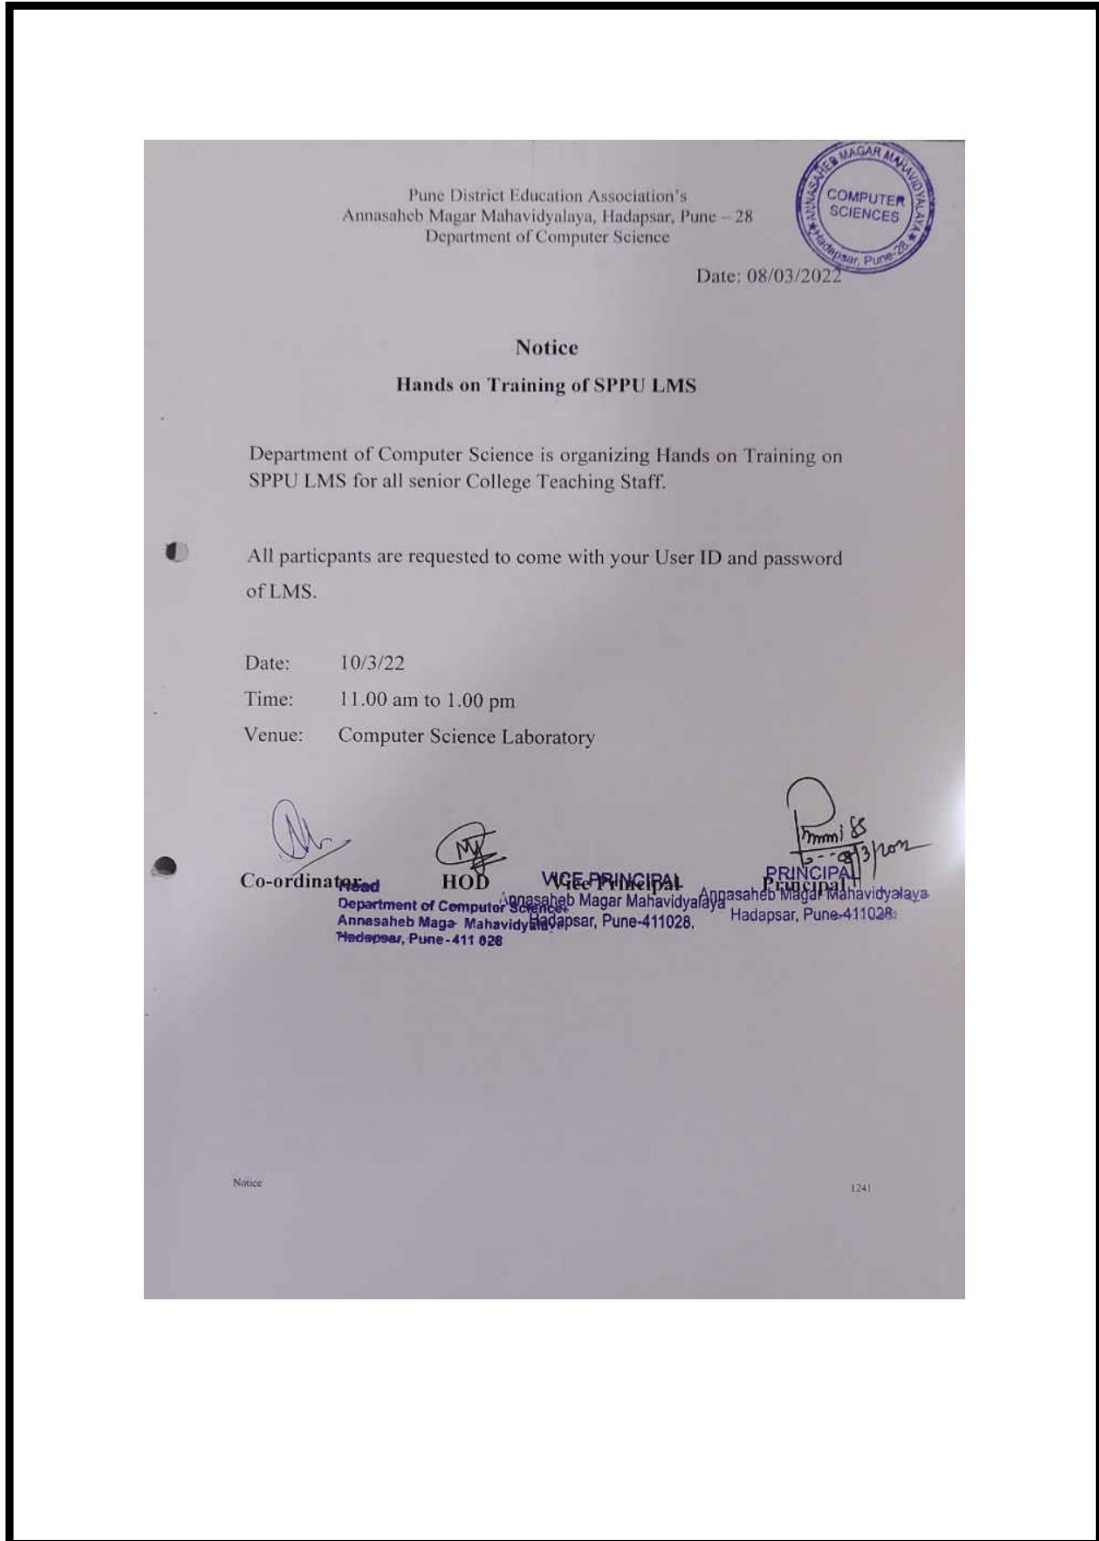 Pune District Education Association's
Annasaheb Magar Mahavidyalaya, Hadapsar, Pune – 28
Department of Computer Science
★ ANNASAHEB MAGAR MAHAVIDYALAYA ★
Hadapsar, Pune-28.
COMPUTER
SCIENCES
Date: 08/03/2022
Notice
Hands on Training of SPPU LMS
Department of Computer Science is organizing Hands on Training on
SPPU LMS for all senior College Teaching Staff.
All particpants are requested to come with your User ID and password
of LMS.
Date: 10/3/22
Time: 11.00 am to 1.00 pm
Venue: Computer Science Laboratory
Co-ordinator
HOD
Vice Principal
Principal
Head
Department of Computer Science
Annasaheb Maga Mahavidyalaya
Hadapsar, Pune-411 028
VICE-PRINCIPAL
Annasaheb Magar Mahavidyalaya
Hadapsar, Pune-411028.
PRINCIPAL
Annasaheb Magar Mahavidyalaya
Hadapsar, Pune-411028.
Notice
1241